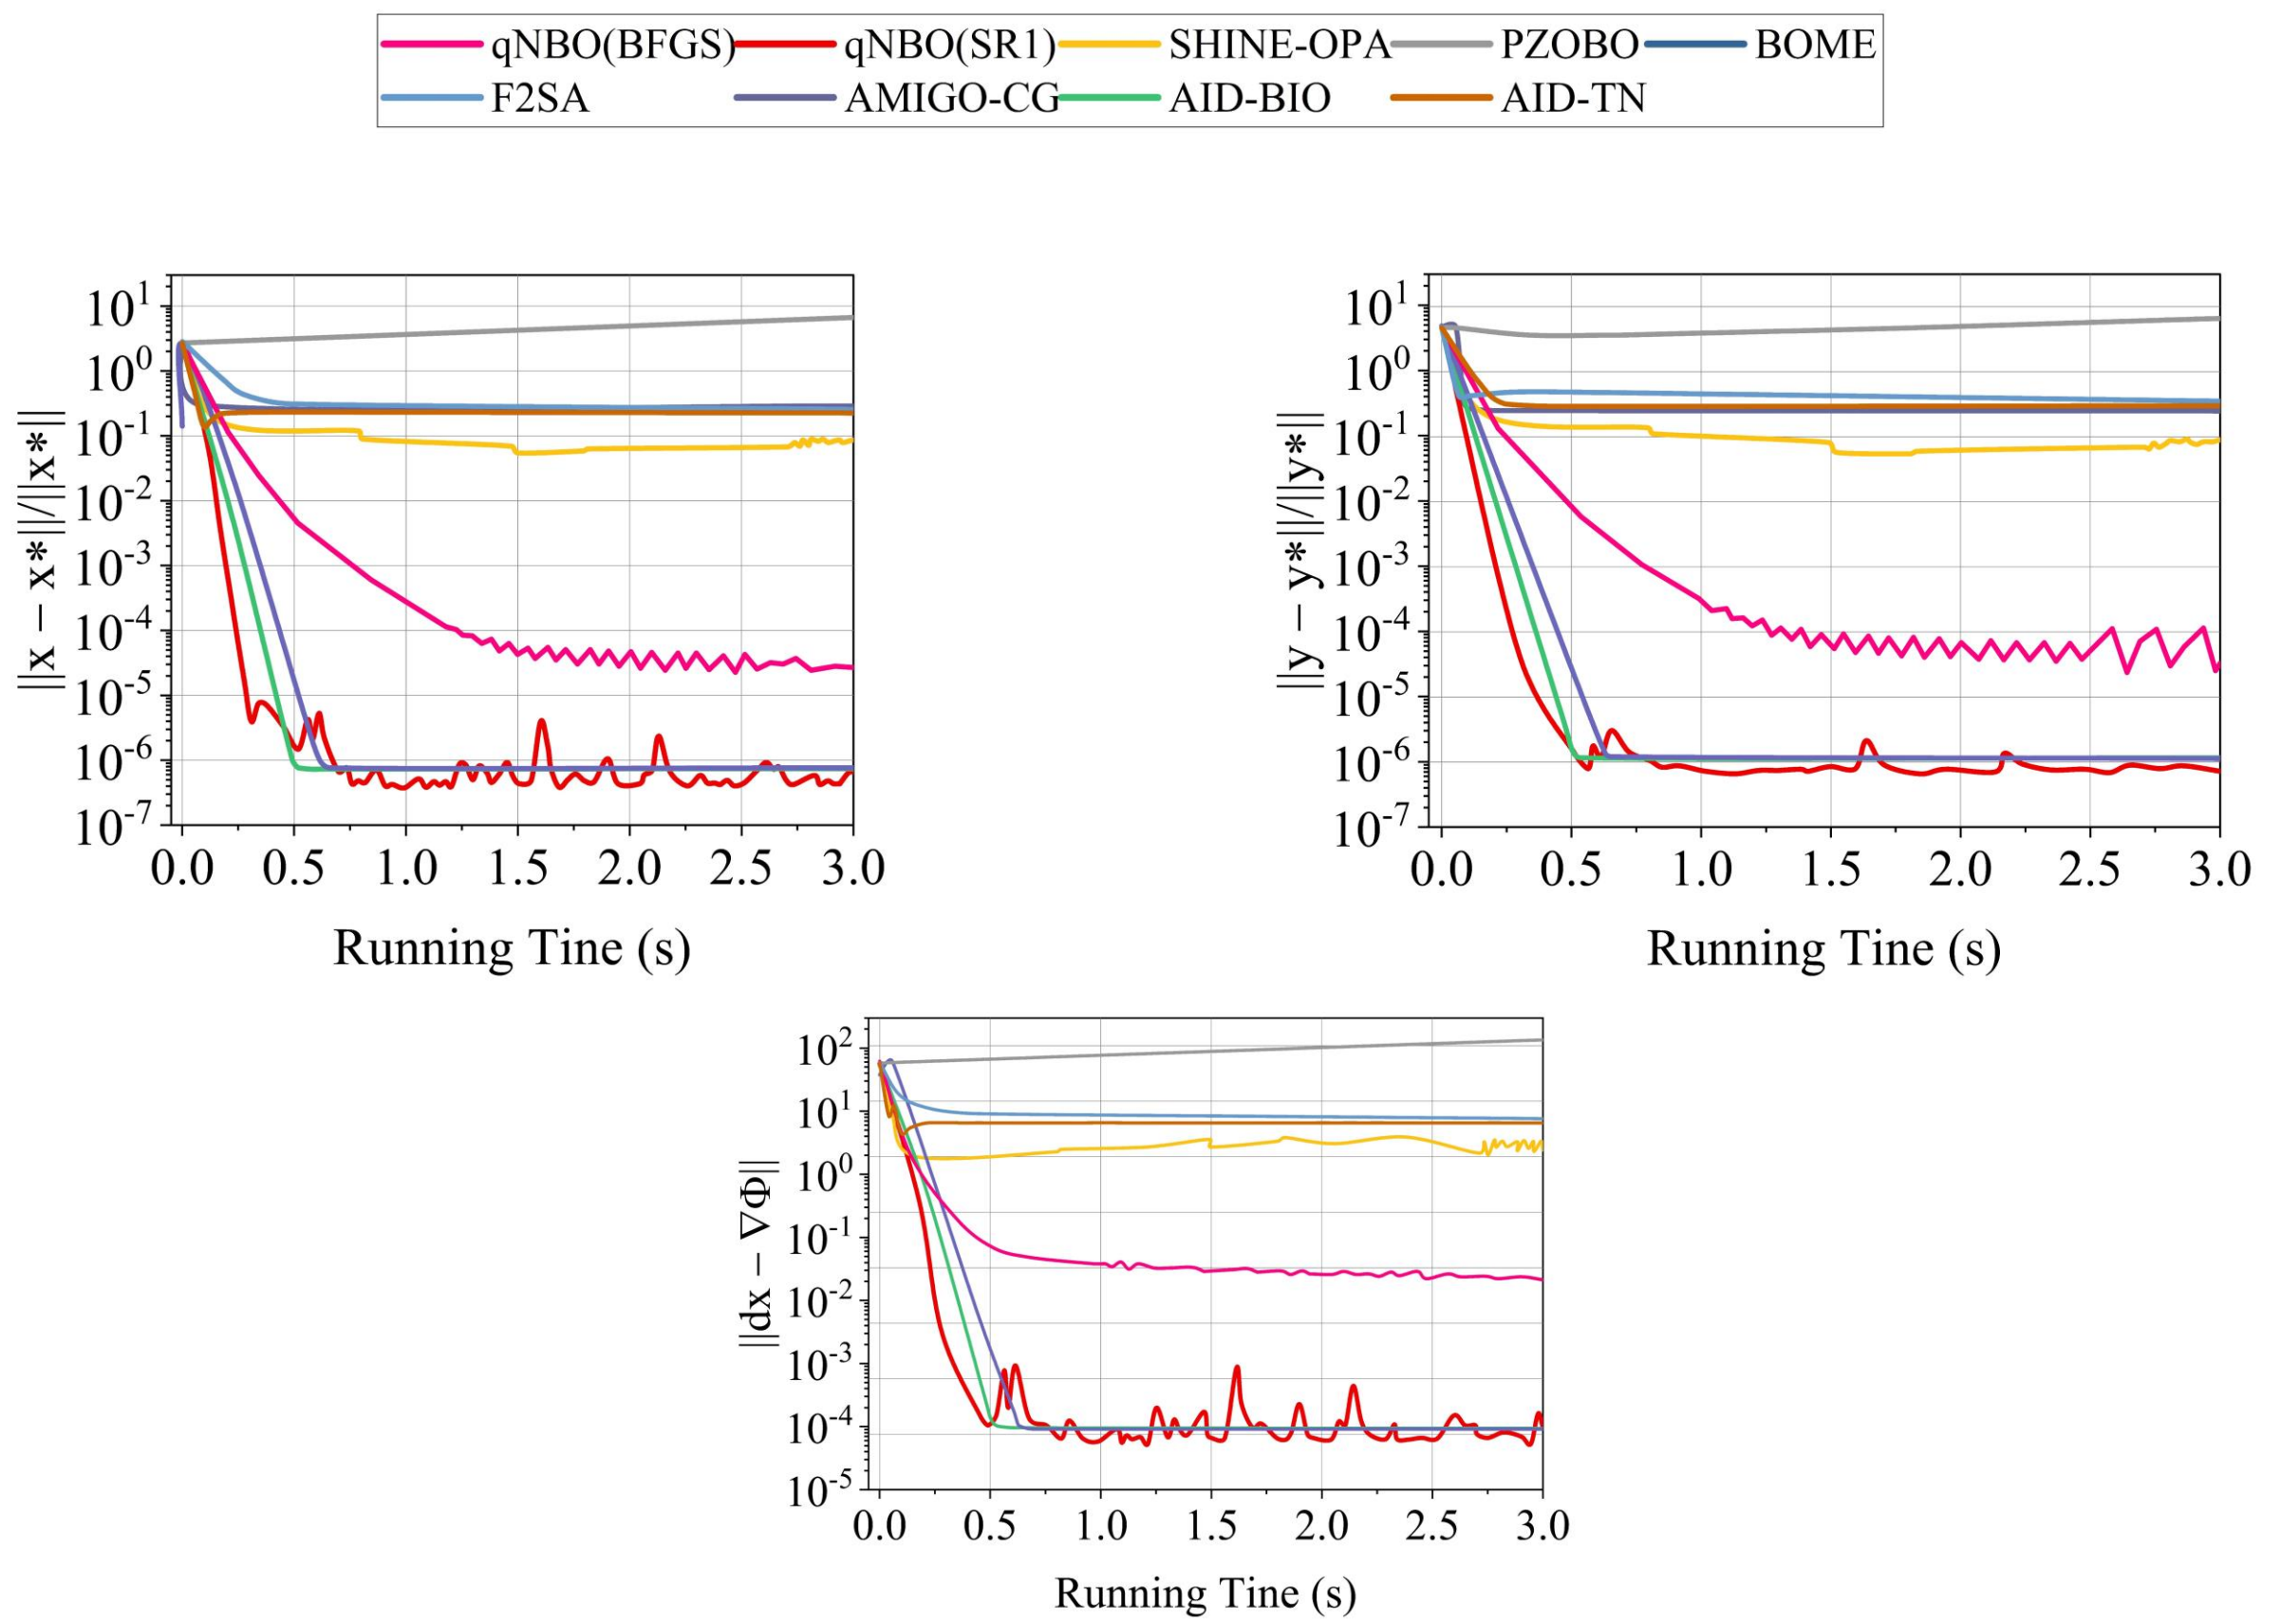 qNBO(BFGS) qNBO(SR1) SHINE-OPA PZOBO BOME
F2SA AMIGO-CG AID-BIO AID-TN
||x − x*||/||x*||
10^1
10^0
10^-1
10^-2
10^-3
10^-4
10^-5
10^-6
10^-7
0.0 0.5 1.0 1.5 2.0 2.5 3.0
Running Tine (s)
||y − y*||/||y*||
10^1
10^0
10^-1
10^-2
10^-3
10^-4
10^-5
10^-6
10^-7
0.0 0.5 1.0 1.5 2.0 2.5 3.0
Running Tine (s)
||dx − ∇Φ||
10^2
10^1
10^0
10^-1
10^-2
10^-3
10^-4
10^-5
0.0 0.5 1.0 1.5 2.0 2.5 3.0
Running Tine (s)